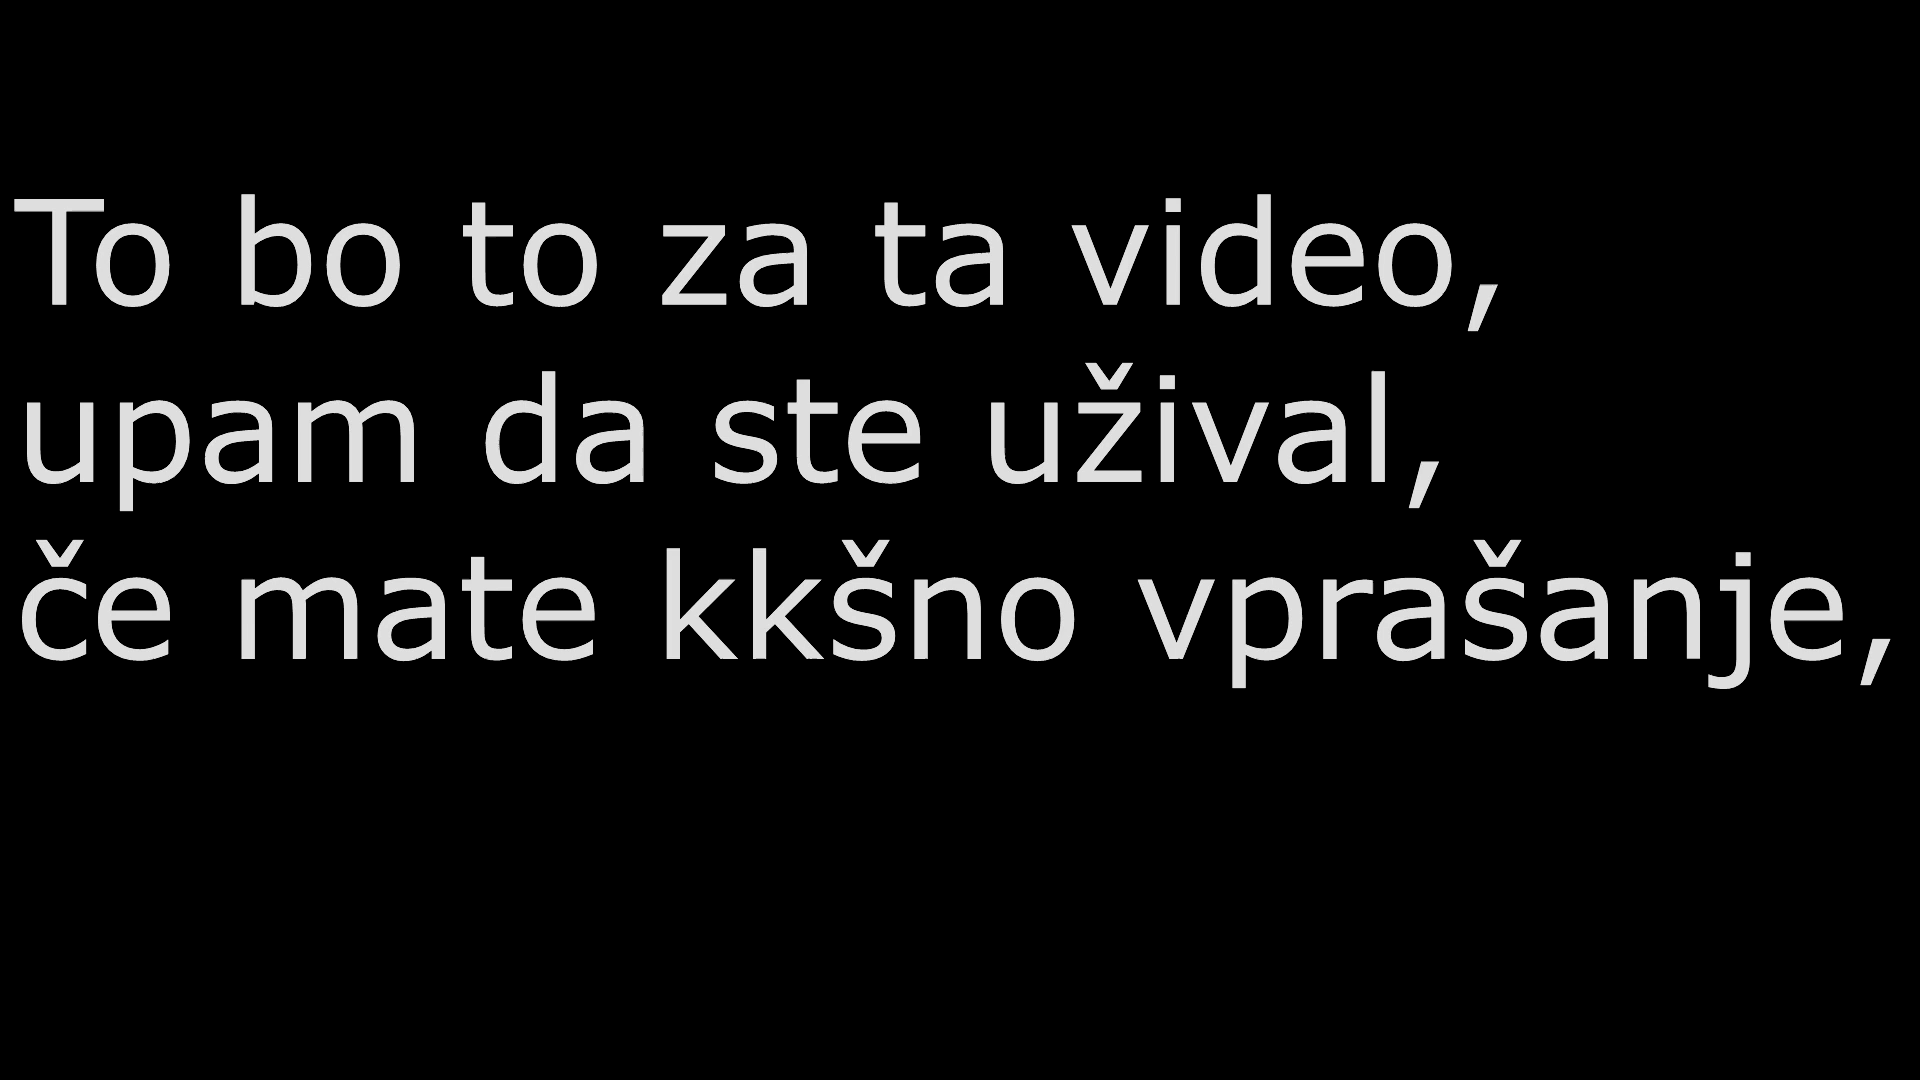 To bo to za ta video,
upam da ste užival,
če mate kkšno vprašanje,